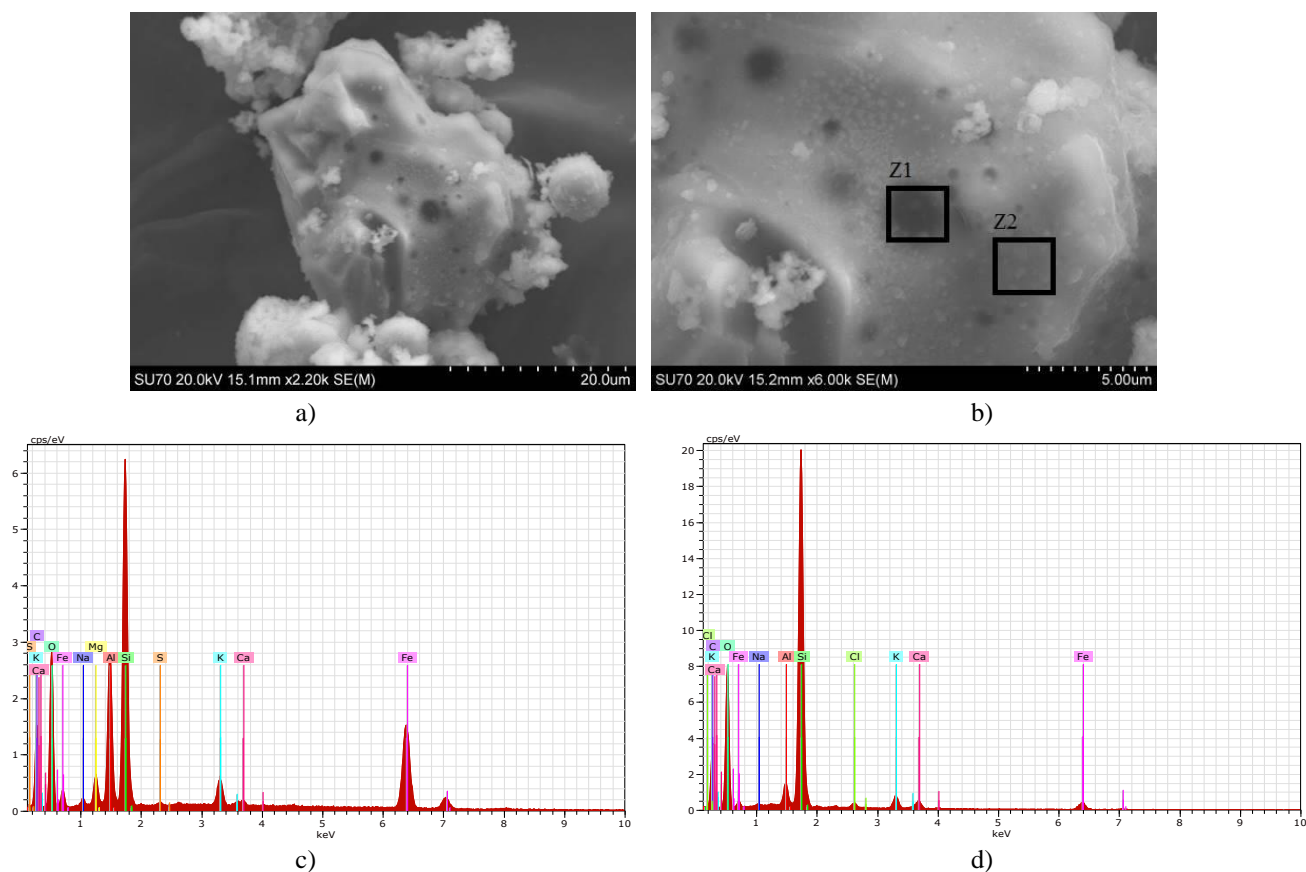 Z1
Z2
SU70 20.0kV 15.1mm x2.20k SE(M) 20.0um
SU70 20.0kV 15.2mm x6.00k SE(M) 5.00um
a)
b)
cps/eV
6
5
4
3
2
1
0
C
S O Mg
K Fe Na Al Si S K Ca Fe
Ca
1 2 3 4 5 6 7 8 9 10
keV
c)
cps/eV
20
18
16
14
12
10
8
6
4
2
0
Cl
C O
K Fe Na Al Si Cl K Ca Fe
Ca
1 2 3 4 5 6 7 8 9 10
keV
d)